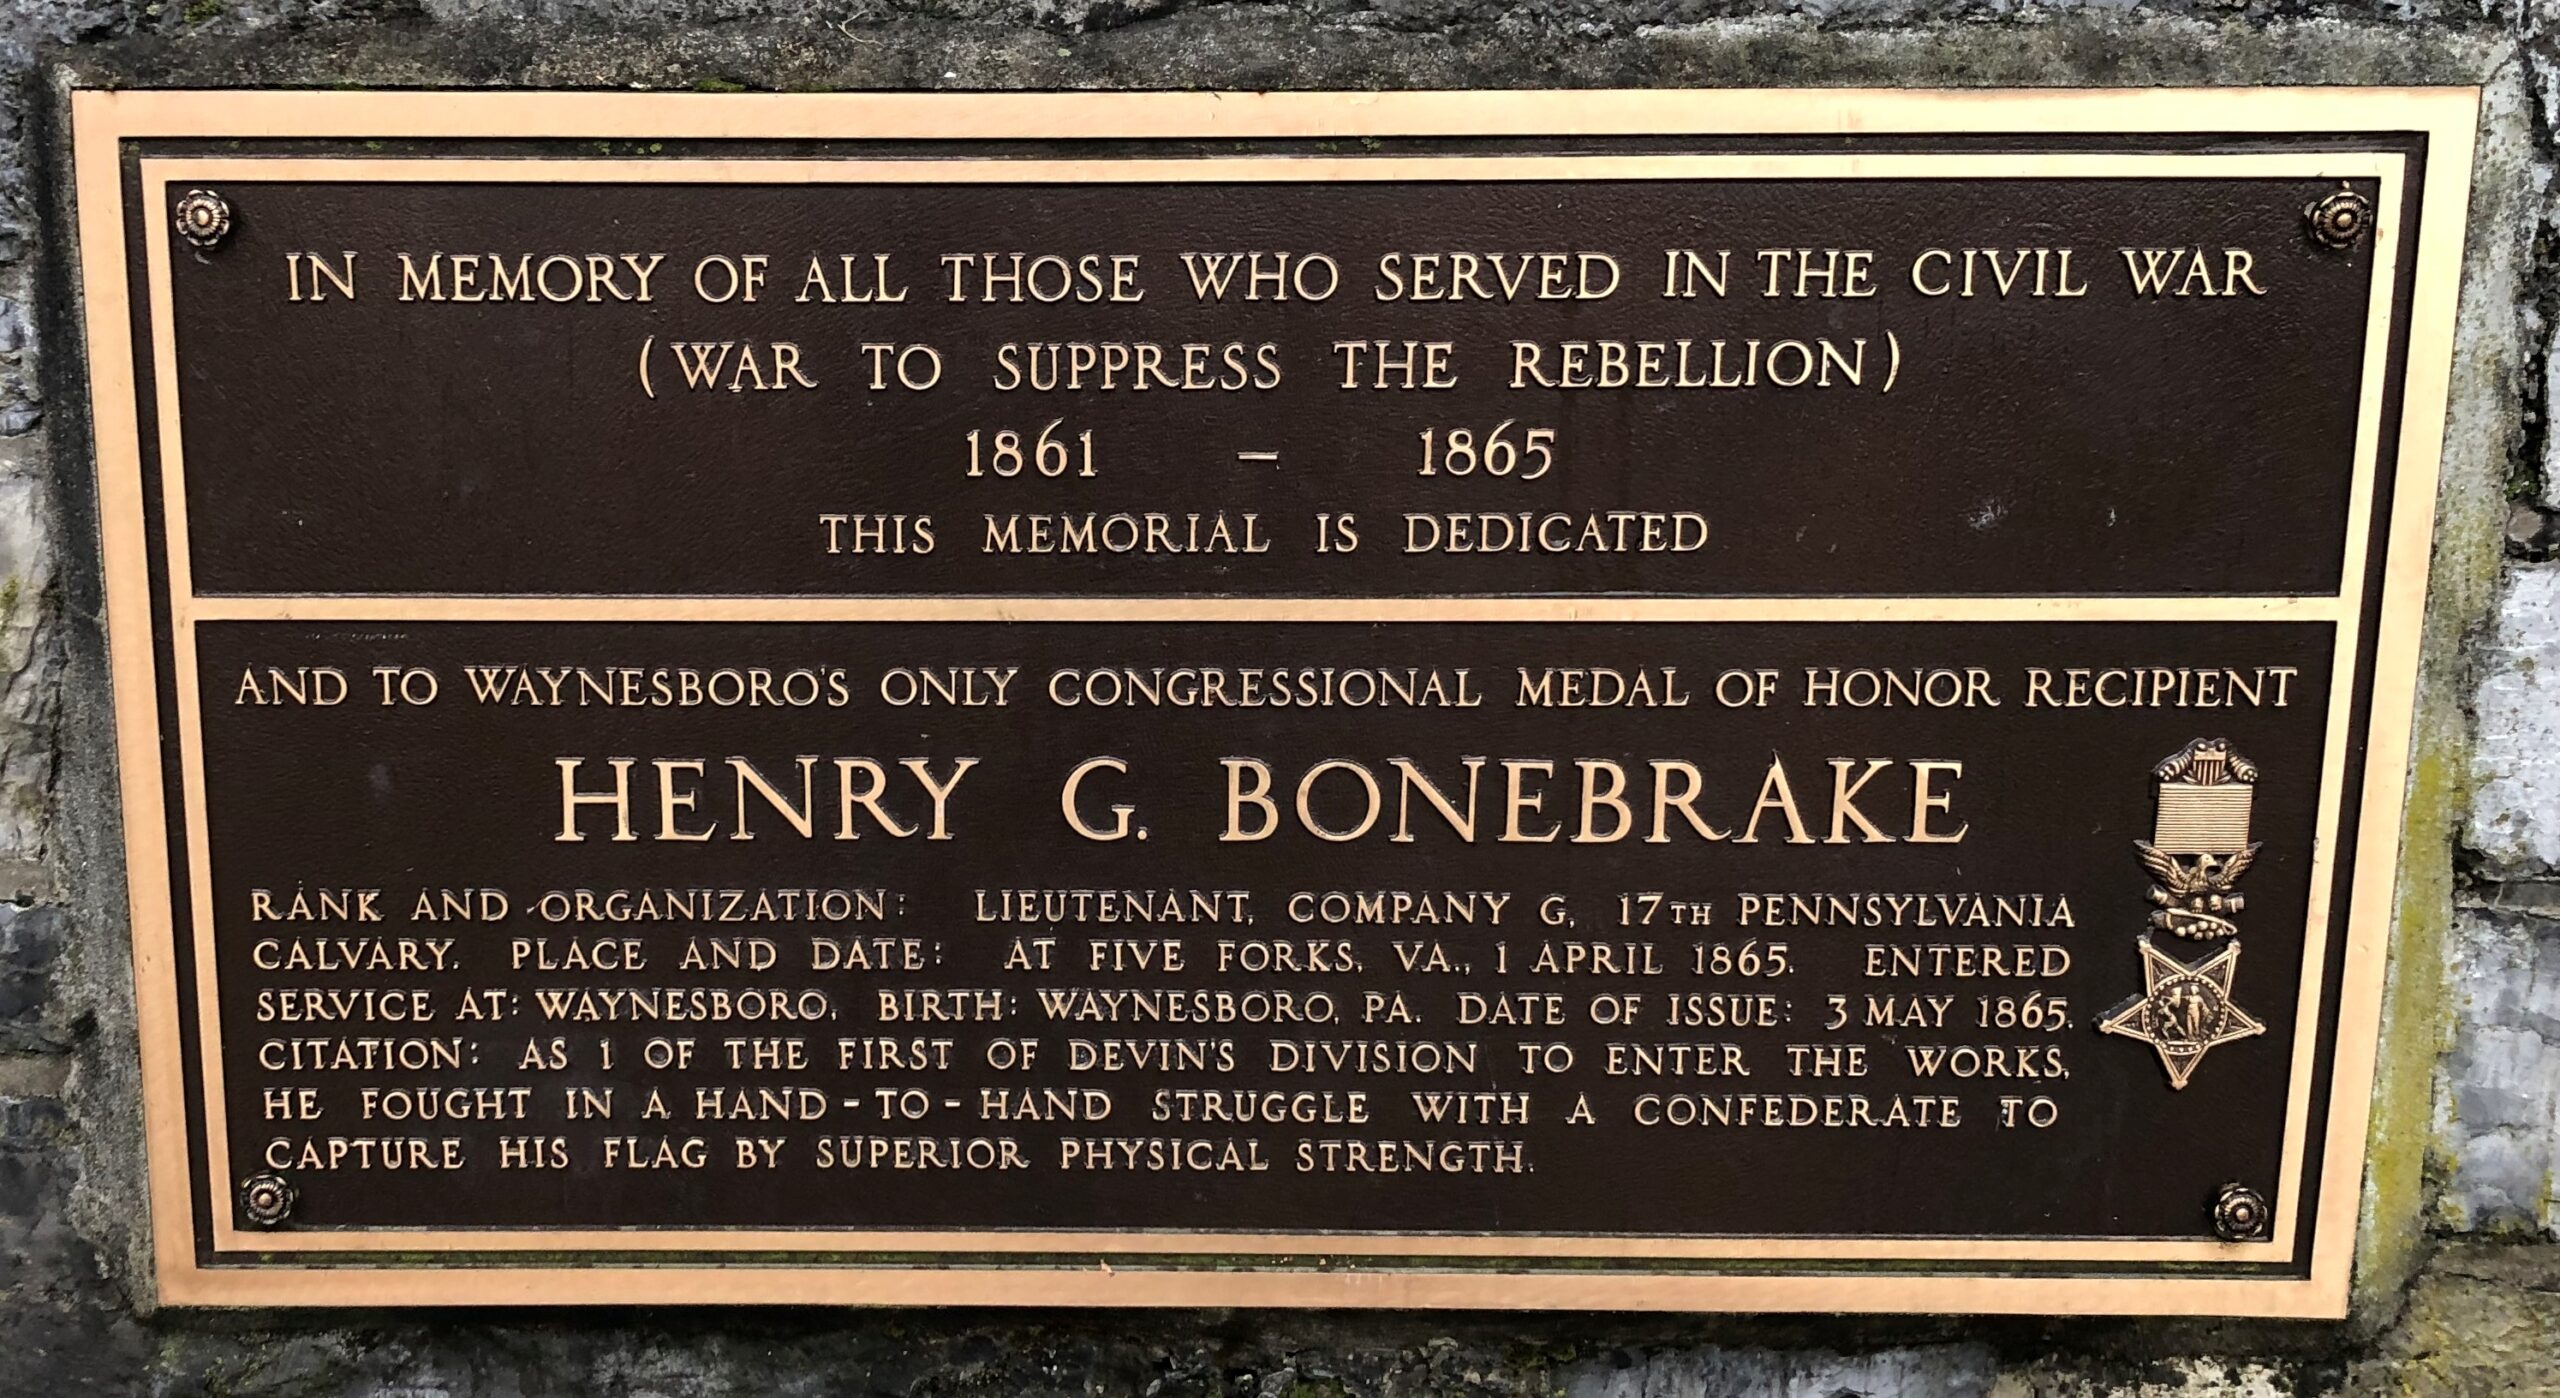 IN MEMORY OF ALL THOSE WHO SERVED IN THE CIVIL WAR
(WAR TO SUPPRESS THE REBELLION)
1861 – 1865
THIS MEMORIAL IS DEDICATED
AND TO WAYNESBORO'S ONLY CONGRESSIONAL MEDAL OF HONOR RECIPIENT
HENRY G. BONEBRAKE
RANK AND ORGANIZATION: LIEUTENANT, COMPANY G, 17TH PENNSYLVANIA
CALVARY. PLACE AND DATE: AT FIVE FORKS, VA., 1 APRIL 1865. ENTERED
SERVICE AT: WAYNESBORO, BIRTH: WAYNESBORO, PA. DATE OF ISSUE: 3 MAY 1865.
CITATION: AS 1 OF THE FIRST OF DEVIN'S DIVISION TO ENTER THE WORKS,
HE FOUGHT IN A HAND-TO-HAND STRUGGLE WITH A CONFEDERATE TO
CAPTURE HIS FLAG BY SUPERIOR PHYSICAL STRENGTH.